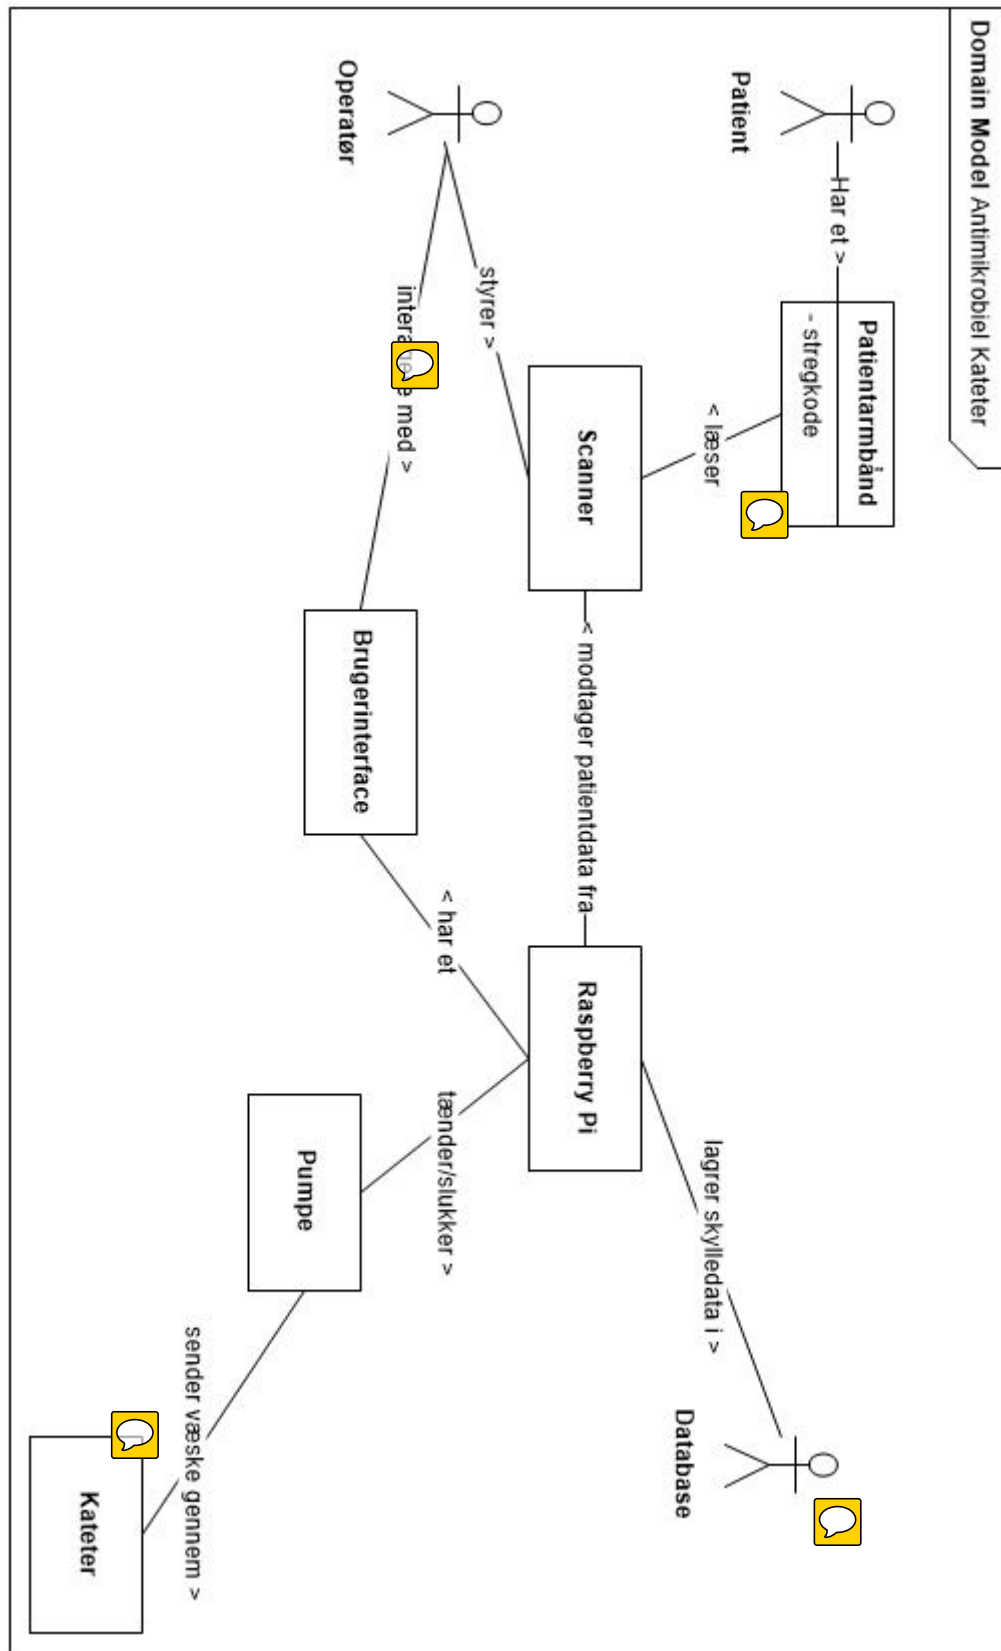 Domain Model Antimikrobiel Kateter
Patient
Har et >
Patientarmbånd
- stregkode
< læser
Operatør
styrer >
Scanner
< modtager patientdata fra
Raspberry Pi
lagrer skylledata i >
Database
med >
Brugerinterface
< har et
tænder/slukker >
Pumpe
sender væske gennem >
Kateter